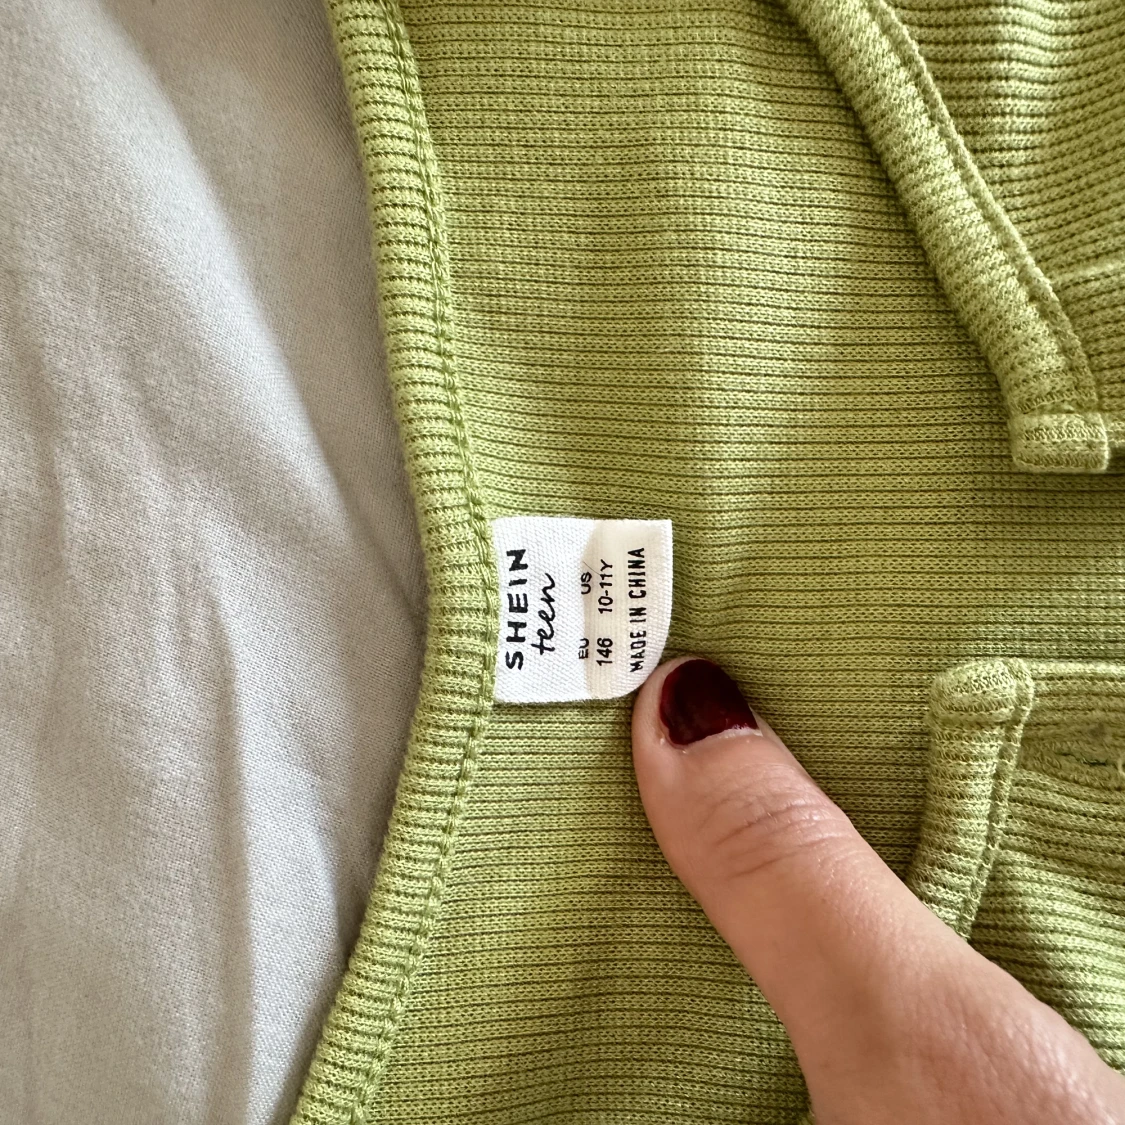 SHEIN
teen
EU US
146 10-11Y
MADE IN CHINA